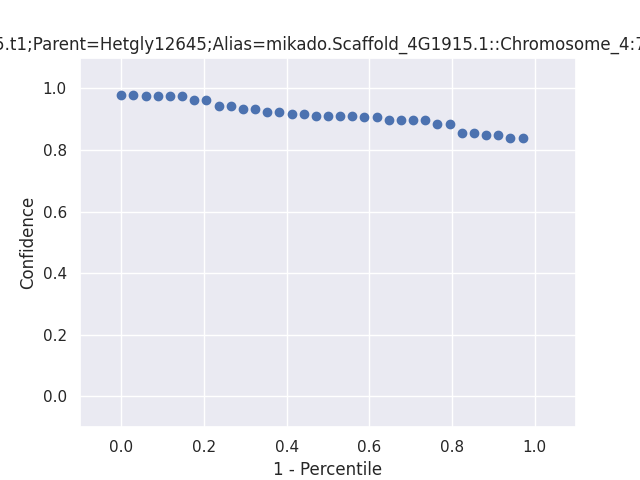 5.t1;Parent=Hetgly12645;Alias=mikado.Scaffold_4G1915.1::Chromosome_4:7
1.0
0.8
0.6
0.4
0.2
0.0
Confidence
0.0 0.2 0.4 0.6 0.8 1.0
1 - Percentile